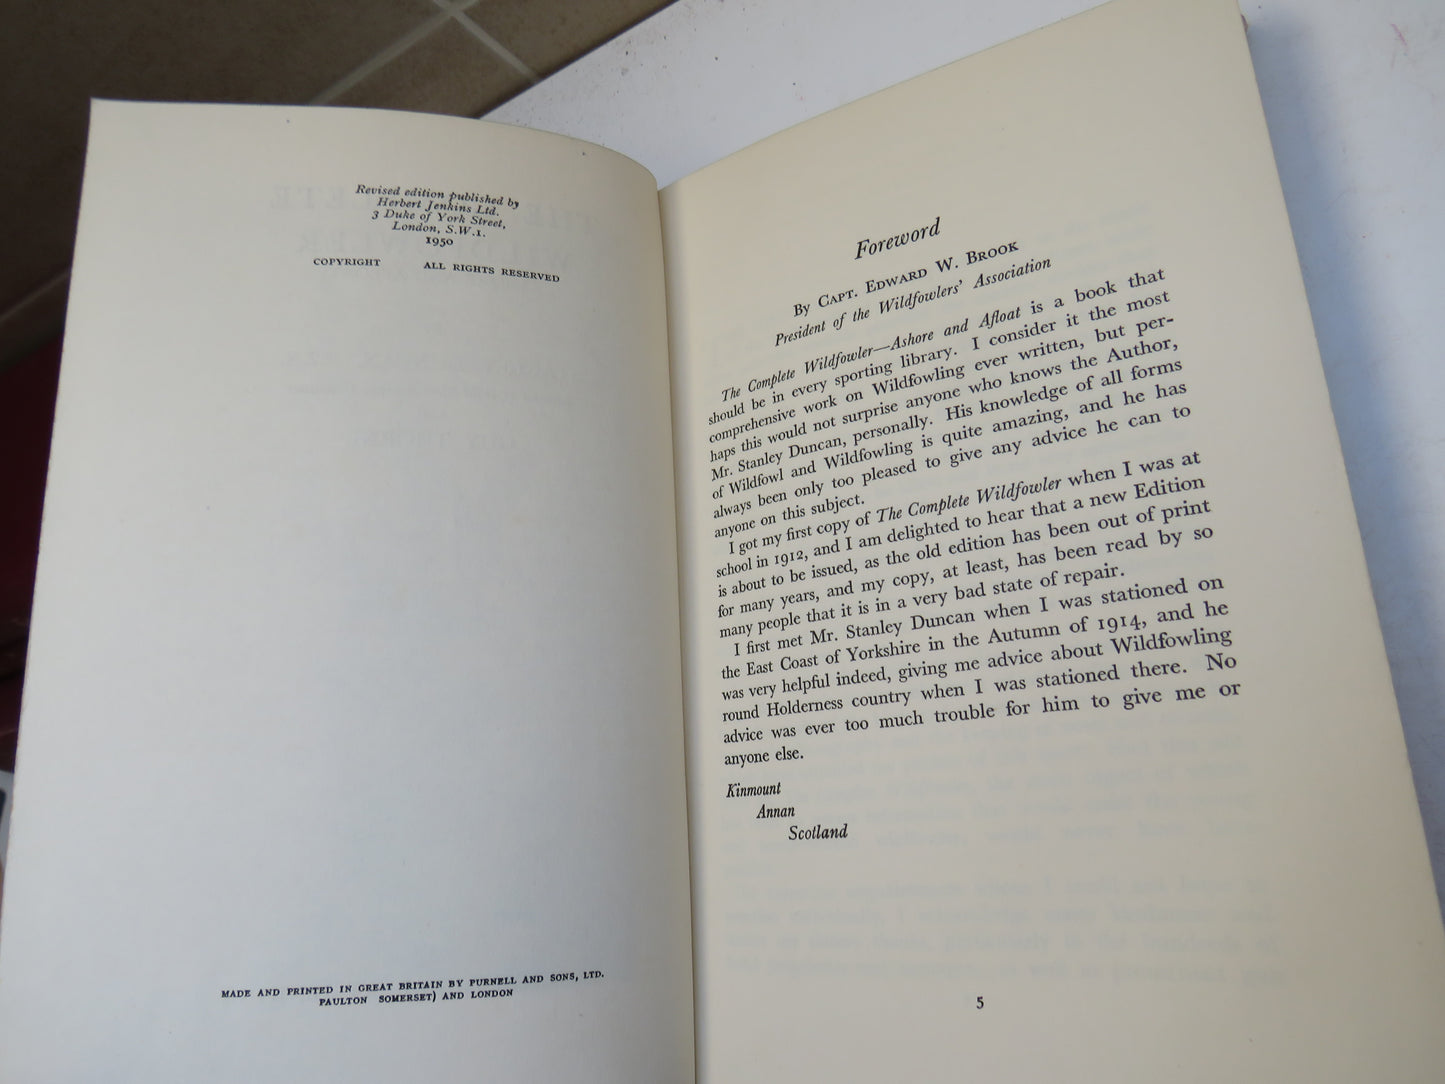 Revised edition published by
Herbert Jenkins Ltd.
3 Duke of York Street,
London, S.W.1.
1950
COPYRIGHT ALL RIGHTS RESERVED
MADE AND PRINTED IN GREAT BRITAIN BY PURNELL AND SONS, LTD.
PAULTON SOMERSET) AND LONDON
Foreword
By CAPT. EDWARD W. BROOK
President of the Wildfowlers' Association
The Complete Wildfowler—Ashore and Afloat is a book that
should be in every sporting library. I consider it the most
comprehensive work on Wildfowling ever written, but per-
haps this would not surprise anyone who knows the Author,
Mr. Stanley Duncan, personally. His knowledge of all forms
of Wildfowl and Wildfowling is quite amazing, and he has
always been only too pleased to give any advice he can to
anyone on this subject.
I got my first copy of The Complete Wildfowler when I was at
school in 1912, and I am delighted to hear that a new Edition
is about to be issued, as the old edition has been out of print
for many years, and my copy, at least, has been read by so
many people that it is in a very bad state of repair.
I first met Mr. Stanley Duncan when I was stationed on
the East Coast of Yorkshire in the Autumn of 1914, and he
was very helpful indeed, giving me advice about Wildfowling
round Holderness country when I was stationed there. No
advice was ever too much trouble for him to give me or
anyone else.
Kinmount
Annan
Scotland
5